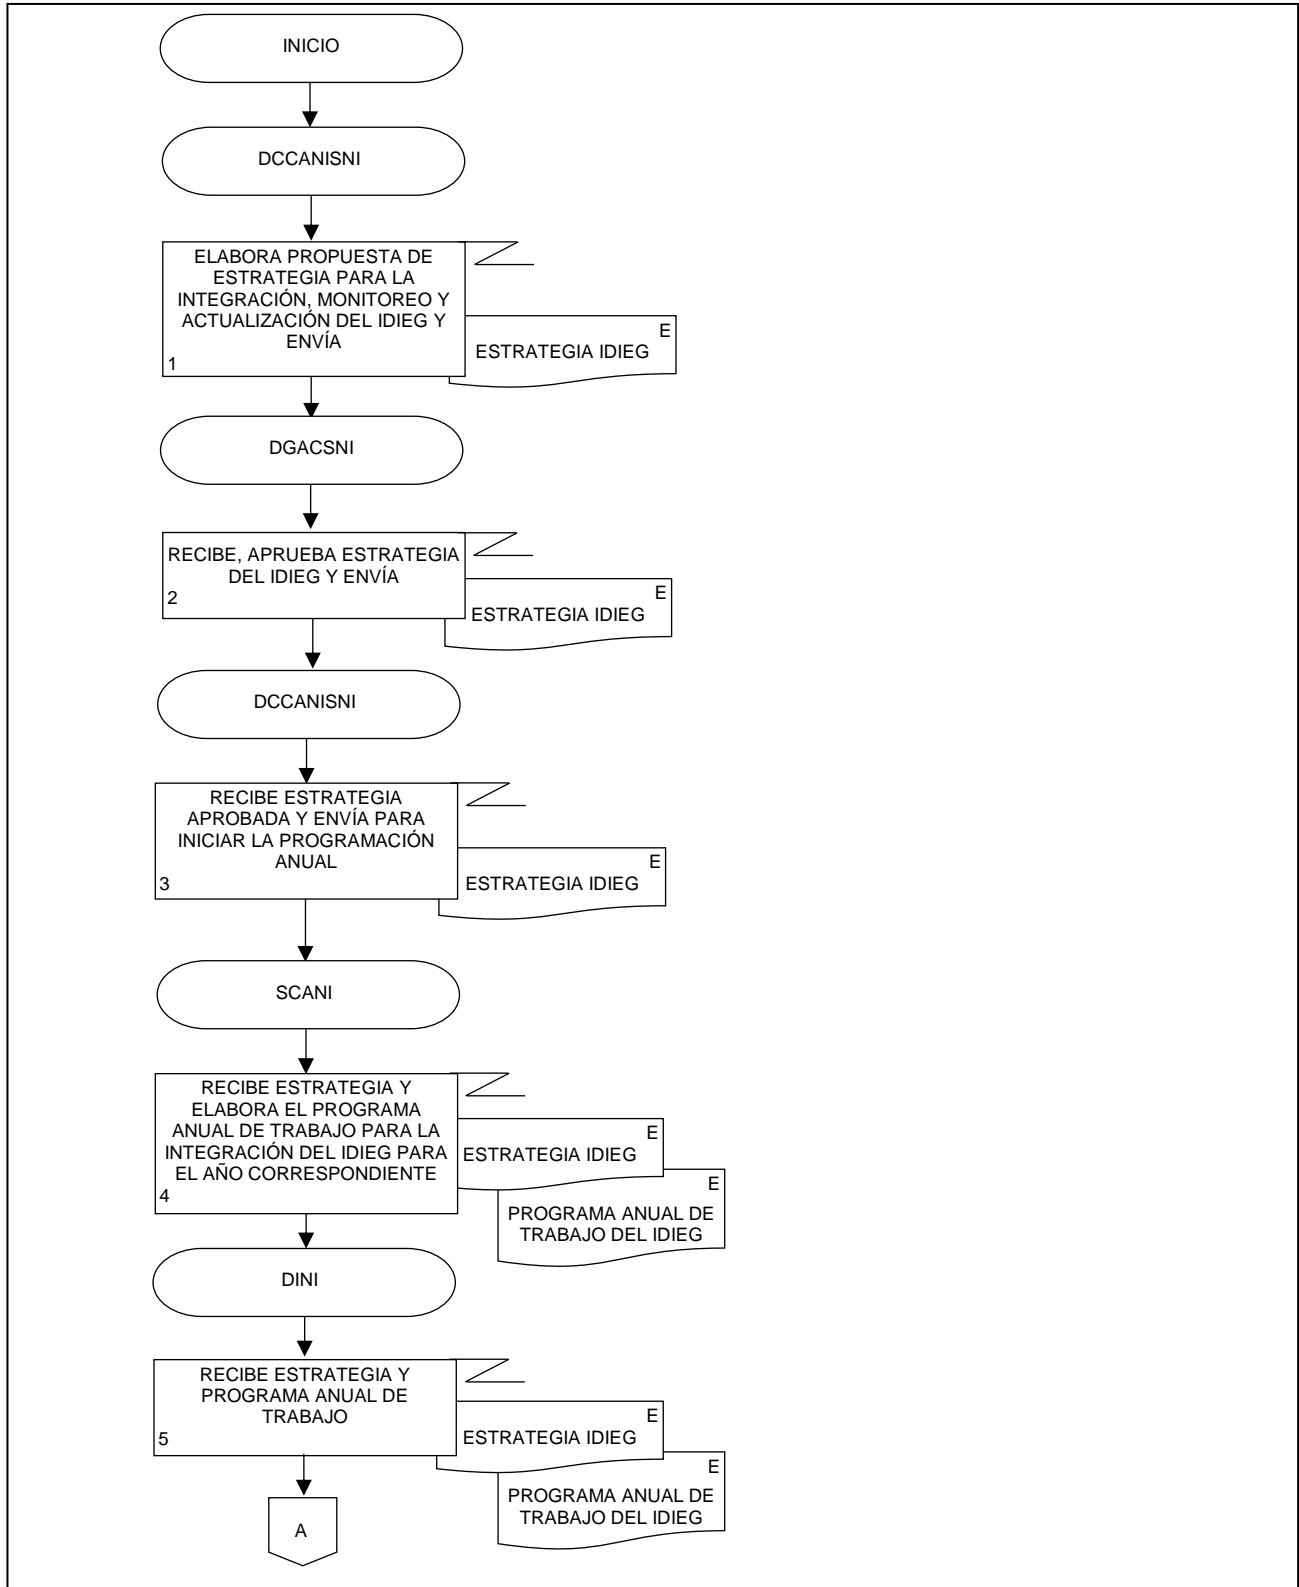 INICIO
DCCANISNI
ELABORA PROPUESTA DE
ESTRATEGIA PARA LA
INTEGRACIÓN, MONITOREO Y
ACTUALIZACIÓN DEL IDIEG Y
ENVÍA
1
E
ESTRATEGIA IDIEG
DGACSNI
RECIBE, APRUEBA ESTRATEGIA
DEL IDIEG Y ENVÍA
2
E
ESTRATEGIA IDIEG
DCCANISNI
RECIBE ESTRATEGIA
APROBADA Y ENVÍA PARA
INICIAR LA PROGRAMACIÓN
ANUAL
3
E
ESTRATEGIA IDIEG
SCANI
RECIBE ESTRATEGIA Y
ELABORA EL PROGRAMA
ANUAL DE TRABAJO PARA LA
INTEGRACIÓN DEL IDIEG PARA
EL AÑO CORRESPONDIENTE
4
E
ESTRATEGIA IDIEG
E
PROGRAMA ANUAL DE
TRABAJO DEL IDIEG
DINI
RECIBE ESTRATEGIA Y
PROGRAMA ANUAL DE
TRABAJO
5
E
ESTRATEGIA IDIEG
E
PROGRAMA ANUAL DE
TRABAJO DEL IDIEG
A